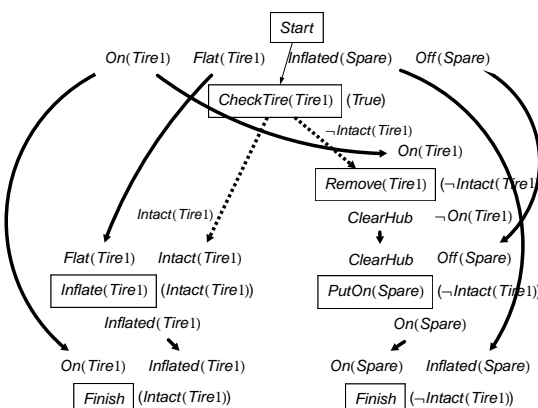 Start
On(Tire1) Flat(Tire1) Inflated(Spare) Off(Spare)
CheckTire(Tire1) (True)
¬Intact(Tire1)
On(Tire1)
Remove(Tire1) (¬Intact(Tire1)
Intact(Tire1) ClearHub ¬On(Tire1)
Flat(Tire1) Intact(Tire1) ClearHub Off(Spare)
Inflate(Tire1) (Intact(Tire1)) PutOn(Spare) (¬Intact(Tire1))
Inflated(Tire1) On(Spare)
On(Tire1) Inflated(Tire1) On(Spare) Inflated(Spare)
Finish (Intact(Tire1)) Finish (¬Intact(Tire1))